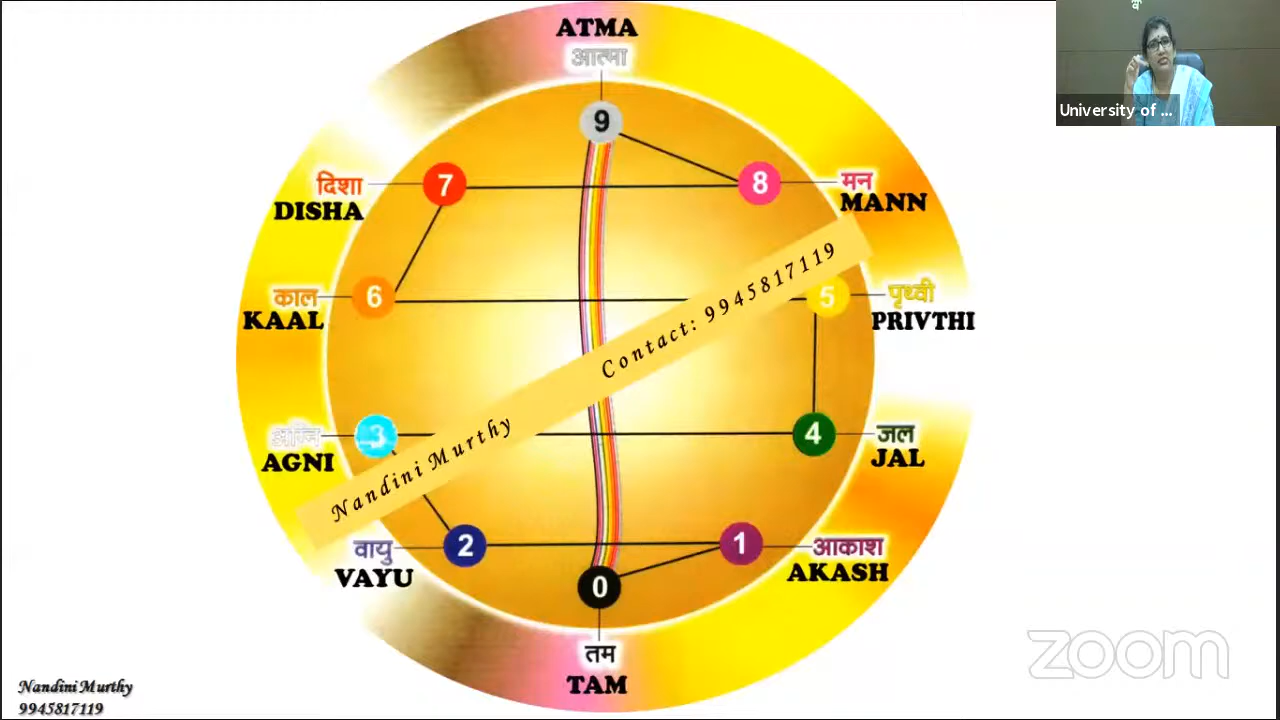 ATMA
आत्मा
9
7
8
दिशा
DISHA
मन
MANN
काल
KAAL
6
5
पृथ्वी
PRIVTHI
Nandini Murthy Contact: 9945817119
अग्नि
AGNI
3
4
जल
JAL
वायु
VAYU
2
1
आकाश
AKASH
0
तम
TAM
Nandini Murthy
9945817119
University of ...
zoom